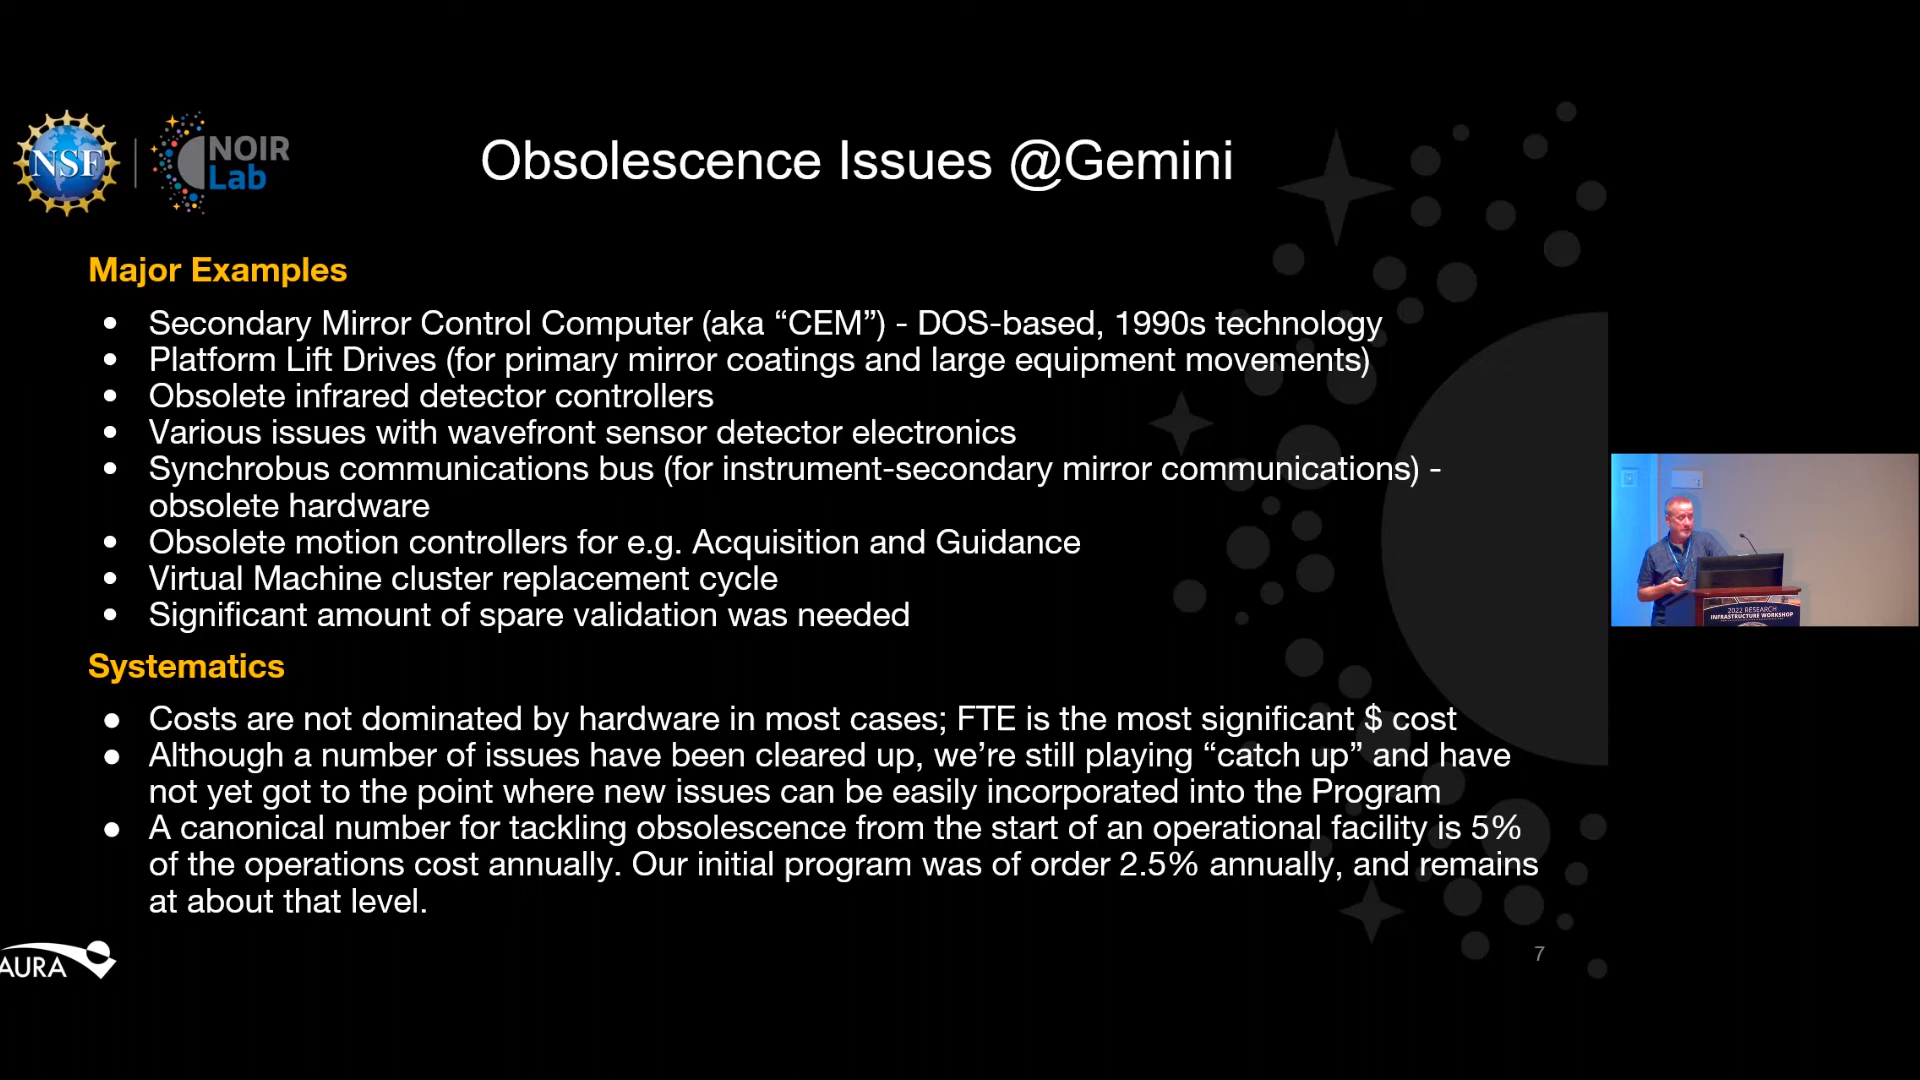 NSF
NOIR
Lab
Obsolescence Issues @Gemini
Major Examples
• Secondary Mirror Control Computer (aka “CEM”) - DOS-based, 1990s technology
• Platform Lift Drives (for primary mirror coatings and large equipment movements)
• Obsolete infrared detector controllers
• Various issues with wavefront sensor detector electronics
• Synchrobus communications bus (for instrument-secondary mirror communications) -
obsolete hardware
• Obsolete motion controllers for e.g. Acquisition and Guidance
• Virtual Machine cluster replacement cycle
• Significant amount of spare validation was needed
Systematics
● Costs are not dominated by hardware in most cases; FTE is the most significant $ cost
● Although a number of issues have been cleared up, we’re still playing “catch up” and have
not yet got to the point where new issues can be easily incorporated into the Program
● A canonical number for tackling obsolescence from the start of an operational facility is 5%
of the operations cost annually. Our initial program was of order 2.5% annually, and remains
at about that level.
AURA
7
2022 RESEARCH
INFRASTRUCTURE WORKSHOP